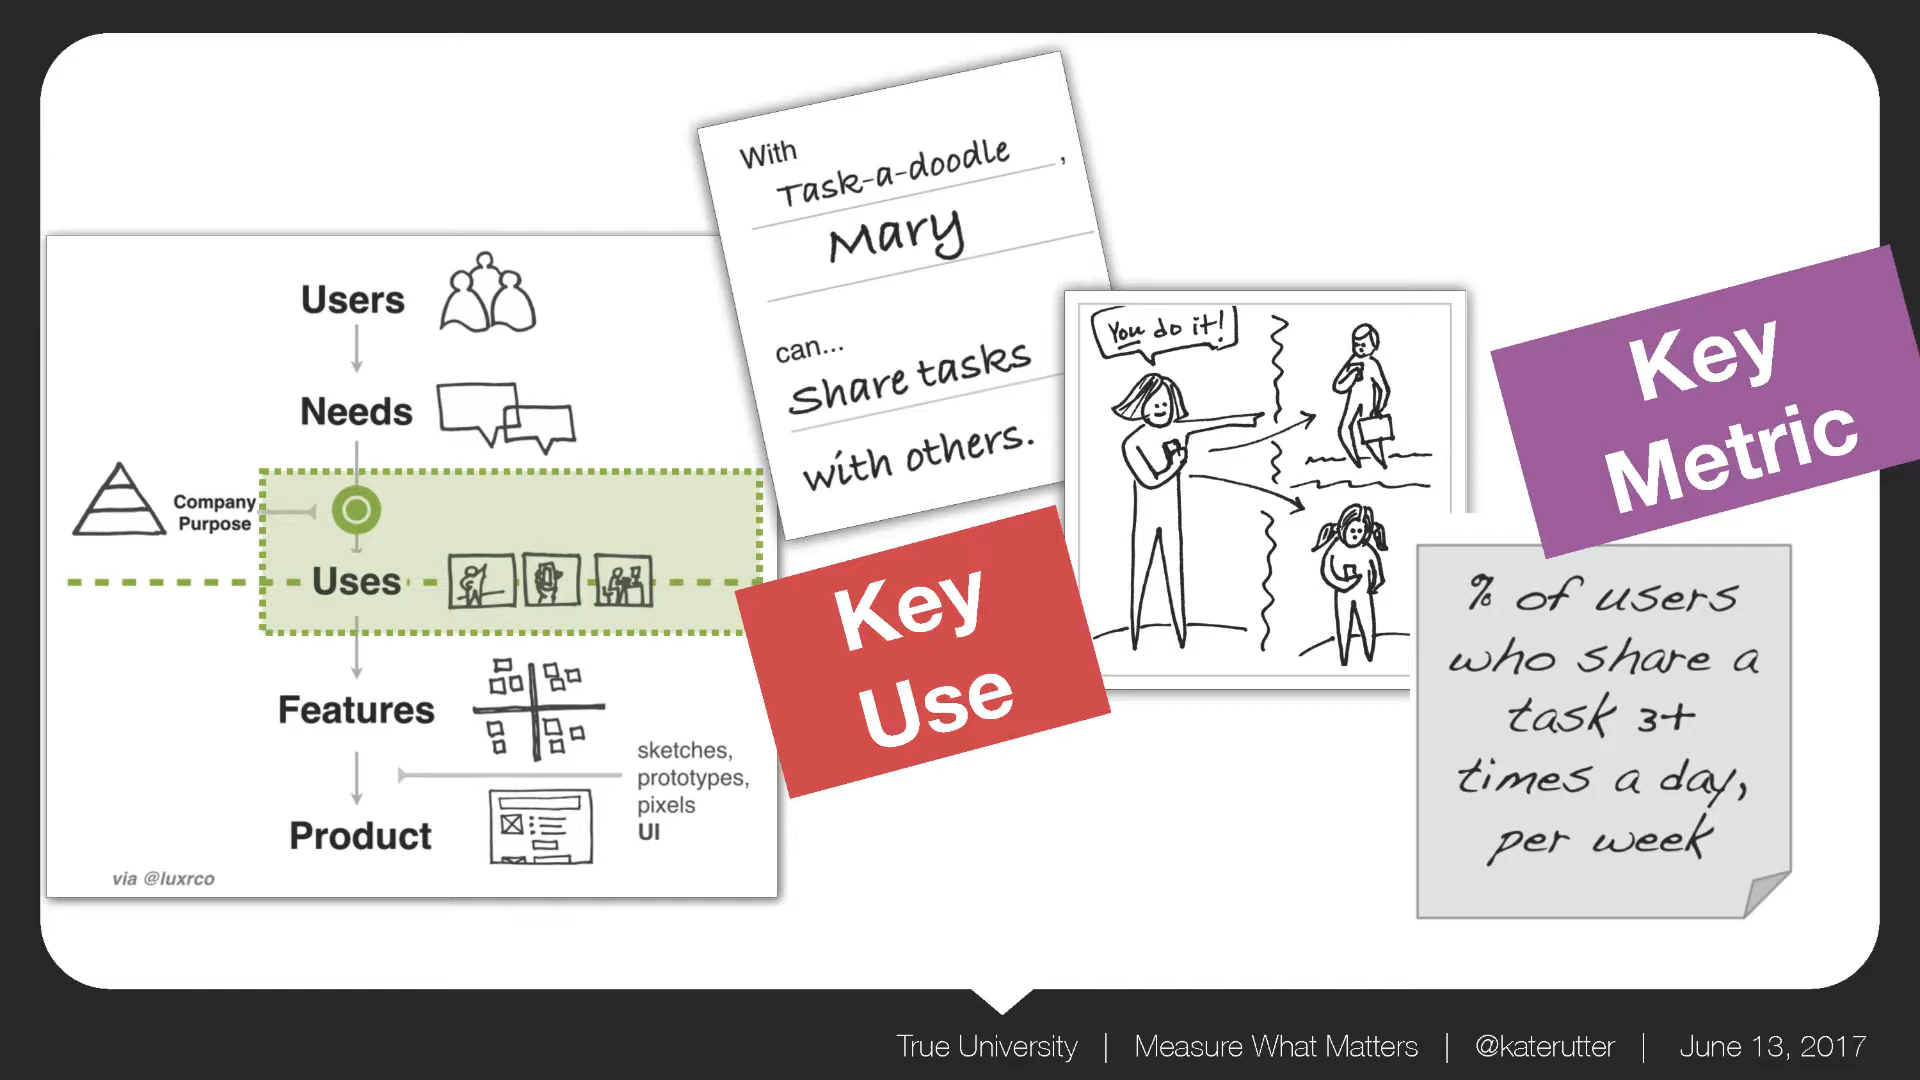 Users
Needs
Company
Purpose
Uses
Features
sketches,
prototypes,
pixels
UI
Product
via @luxrco
With
Task-a-doodle,
Mary
can...
Share tasks
with others.
Key
Use
You do it!
Key
Metric
% of users
who share a
task 3+
times a day,
per week
True University | Measure What Matters | @katerutter | June 13, 2017